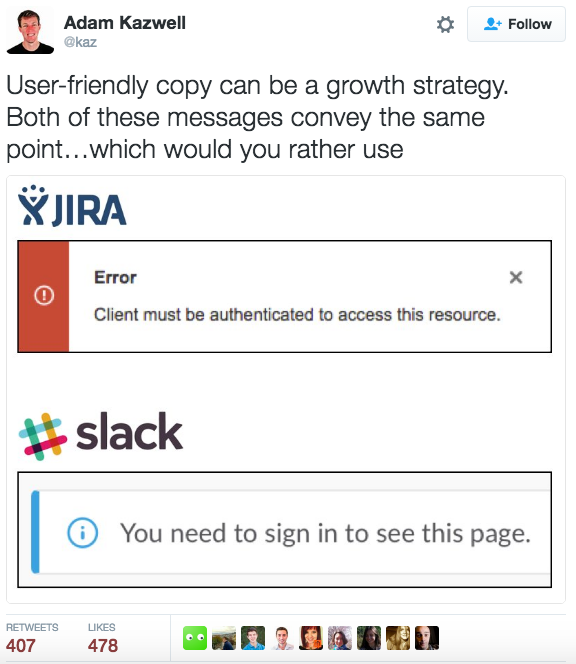 Adam Kazwell
@kaz
Follow
User-friendly copy can be a growth strategy.
Both of these messages convey the same
point…which would you rather use
JIRA
Error
Client must be authenticated to access this resource.
slack
You need to sign in to see this page.
RETWEETS
LIKES
407
478